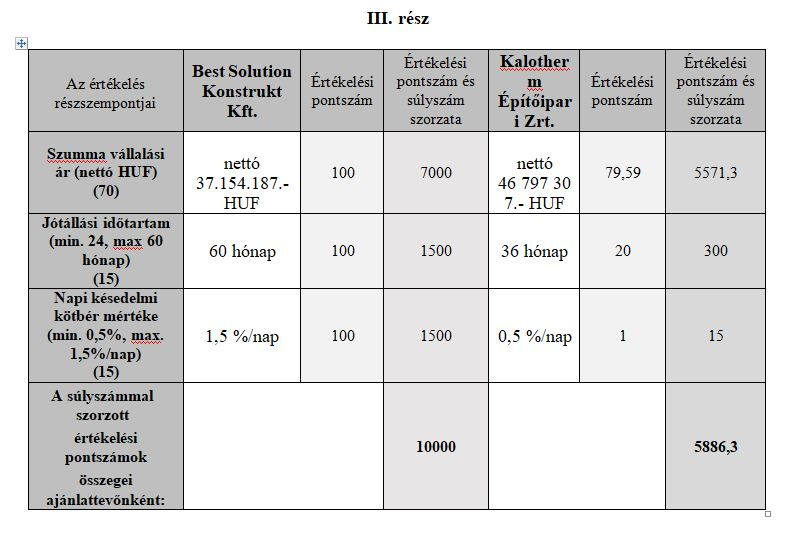 III. rész
Az értékelés
részszempontjai
Best Solution
Konstrukt
Kft.
Értékelési
pontszám
Értékelési
pontszám és
súlyszám
szorzata
Kalother
m
Építőipar
i Zrt.
Értékelési
pontszám
Értékelési
pontszám és
súlyszám
szorzata
Szumma vállalási
ár (nettó HUF)
(70)
nettó
37.154.187.-
HUF
100
7000
nettó
46 797 30
7.- HUF
79,59
5571,3
Jótállási időtartam
(min. 24, max 60
hónap)
(15)
60 hónap
100
1500
36 hónap
20
300
Napi késedelmi
kötbér mértéke
(min. 0,5%, max.
1,5%/nap)
(15)
1,5 %/nap
100
1500
0,5 %/nap
1
15
A súlyszámmal
szorzott
értékelési
pontszámok
összegei
ajánlattevőnként:
10000
5886,3